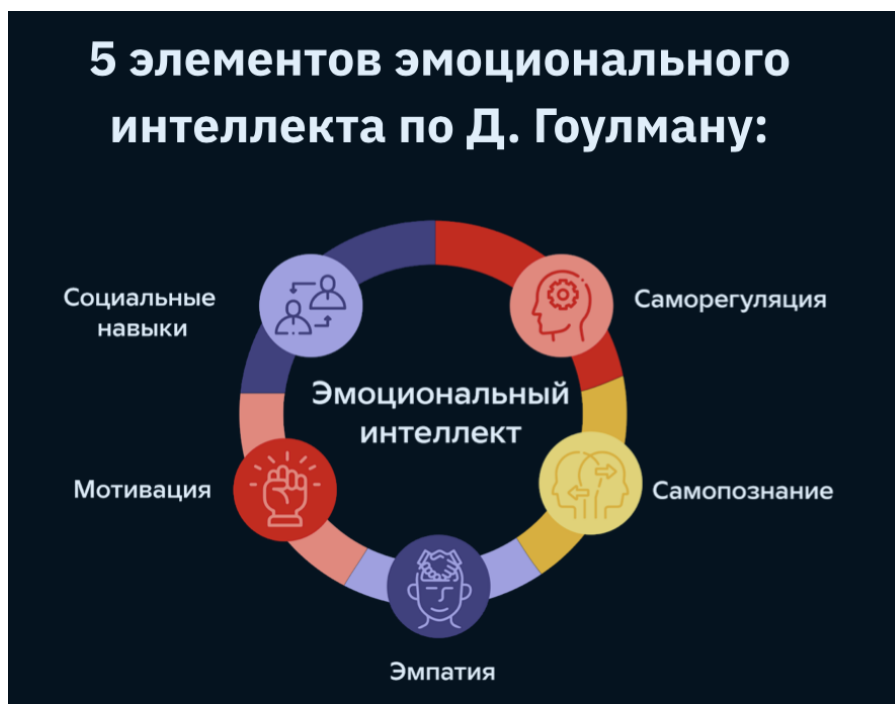 5 элементов эмоционального
интеллекта по Д. Гоулману:
Социальные
навыки
Саморегуляция
Эмоциональный
интеллект
Мотивация
Самопознание
Эмпатия